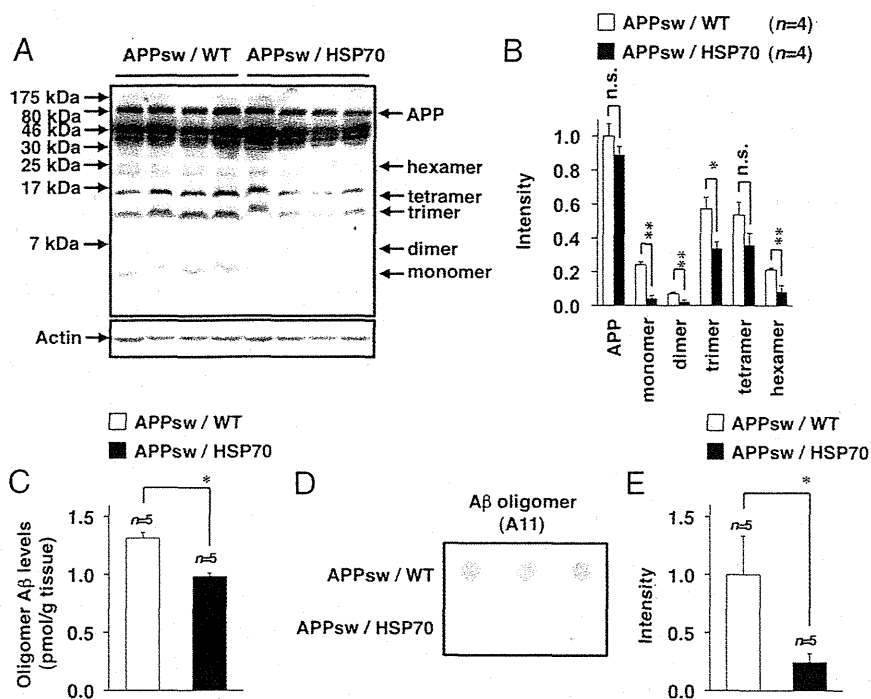 A
APPsw / WT APPsw / HSP70
175 kDa
80 kDa
46 kDa
30 kDa
25 kDa
17 kDa
7 kDa
APP
hexamer
tetramer
trimer
dimer
monomer
Actin
B
APPsw / WT (n=4)
APPsw / HSP70 (n=4)
Intensity
1.0
0.8
0.6
0.4
0.2
0.0
n.s.
**
**
*
n.s.
**
APP
monomer
dimer
trimer
tetramer
hexamer
C
APPsw / WT
APPsw / HSP70
Oligomer Aβ levels
(pmol/g tissue)
1.5
1.0
0.5
0.0
n=5
n=5
*
D
Aβ oligomer
(A11)
APPsw / WT
APPsw / HSP70
E
APPsw / WT
APPsw / HSP70
Intensity
1.5
1.0
0.5
0.0
n=5
n=5
*